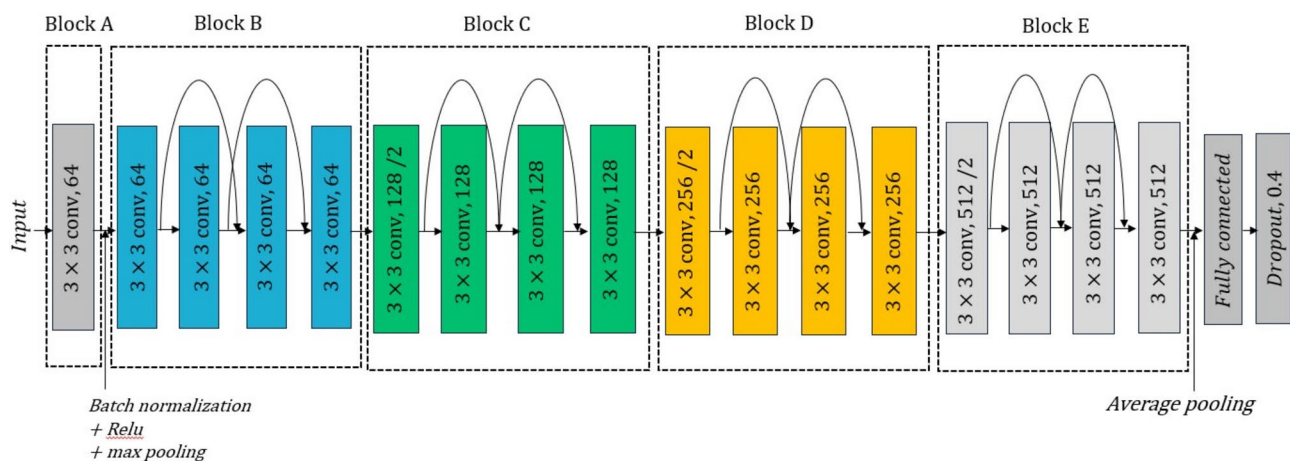 Block A
Block B
Block C
Block D
Block E
Input
3 × 3 conv, 64
3 × 3 conv, 64
3 × 3 conv, 64
3 × 3 conv, 64
3 × 3 conv, 64
3 × 3 conv, 128 /2
3 × 3 conv, 128
3 × 3 conv, 128
3 × 3 conv, 128
3 × 3 conv, 256 /2
3 × 3 conv, 256
3 × 3 conv, 256
3 × 3 conv, 256
3 × 3 conv, 512 /2
3 × 3 conv, 512
3 × 3 conv, 512
3 × 3 conv, 512
Fully connected
Dropout, 0.4
Batch normalization
+ Relu
+ max pooling
Average pooling